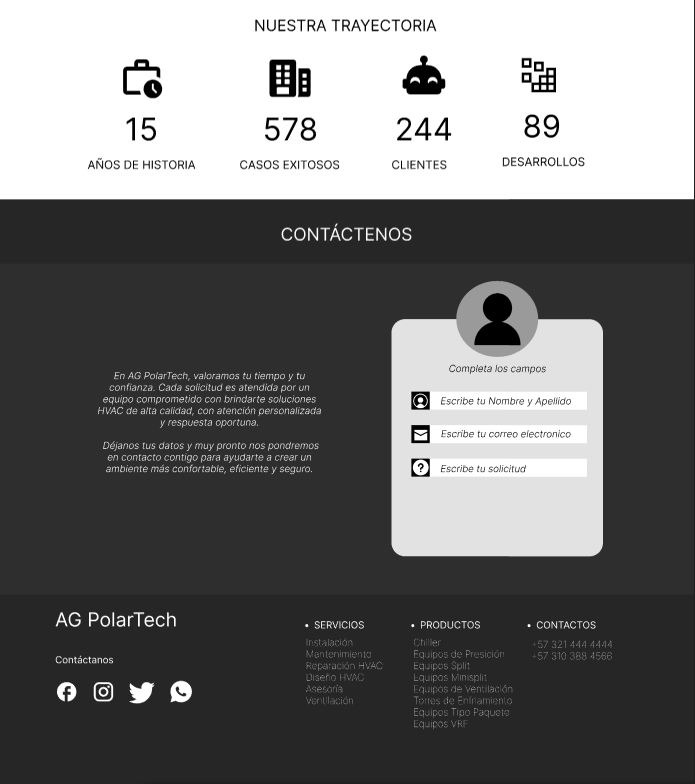 NUESTRA TRAYECTORIA
15
578
244
89
AÑOS DE HISTORIA
CASOS EXITOSOS
CLIENTES
DESARROLLOS
CONTÁCTENOS
En AG PolarTech, valoramos tu tiempo y tu
confianza. Cada solicitud es atendida por un
equipo comprometido con brindarte soluciones
HVAC de alta calidad, con atención personalizada
y respuesta oportuna.
Déjanos tus datos y muy pronto nos pondremos
en contacto contigo para ayudarte a crear un
ambiente más confortable, eficiente y seguro.
Completa los campos
Escribe tu Nombre y Apellido
Escribe tu correo electronico
Escribe tu solicitud
AG PolarTech
Contáctanos
• SERVICIOS
Instalación
Mantenimiento
Reparación HVAC
Diseño HVAC
Asesoría
Ventilación
• PRODUCTOS
Chiller
Equipos de Presición
Equipos Split
Equipos Minisplit
Equipos de Ventilación
Torres de Enfriamiento
Equipos Tipo Paquete
Equipos VRF
• CONTACTOS
+57 321 444 4444
+57 310 388 4566